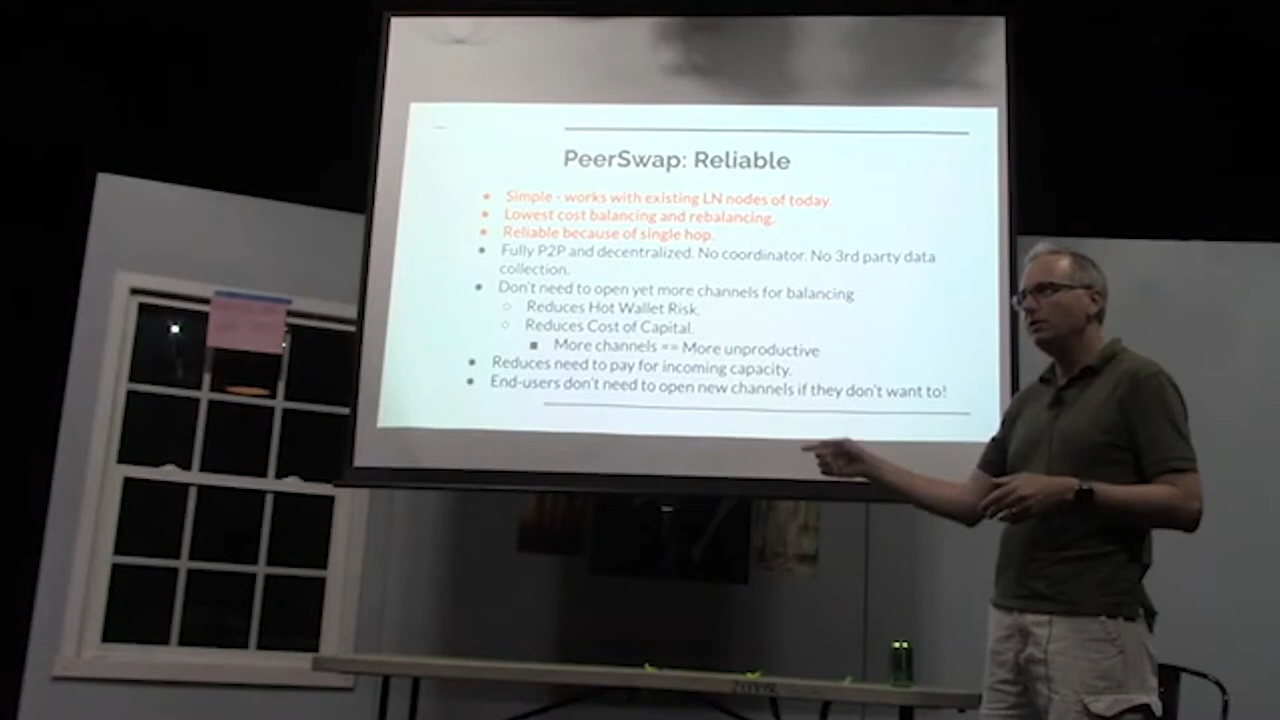 PeerSwap: Reliable
• Simple - works with existing LN nodes of today.
• Lowest cost balancing and rebalancing.
• Reliable because of single hop.
• Fully P2P and decentralized. No coordinator. No 3rd party data
collection.
• Don't need to open yet more channels for balancing
○ Reduces Hot Wallet Risk.
○ Reduces Cost of Capital.
■ More channels == More unproductive
• Reduces need to pay for incoming capacity.
• End-users don't need to open new channels if they don't want to!